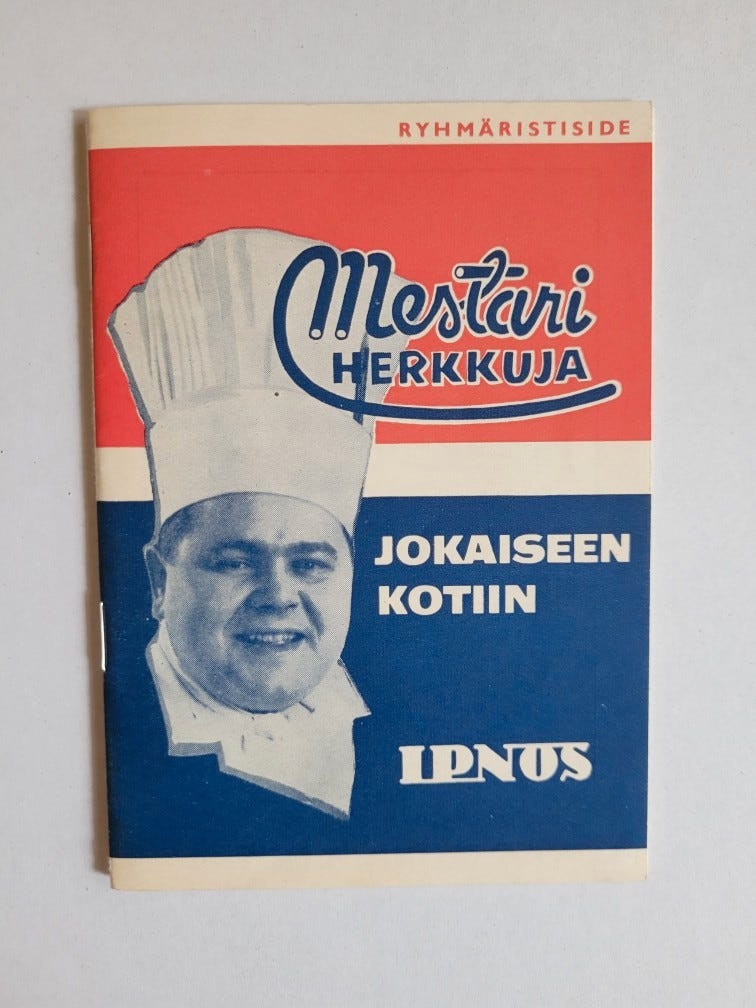 RYHMÄRISTISIDE
Mestari
HERKKUJA
JOKAISEEN
KOTIIN
IPNOS